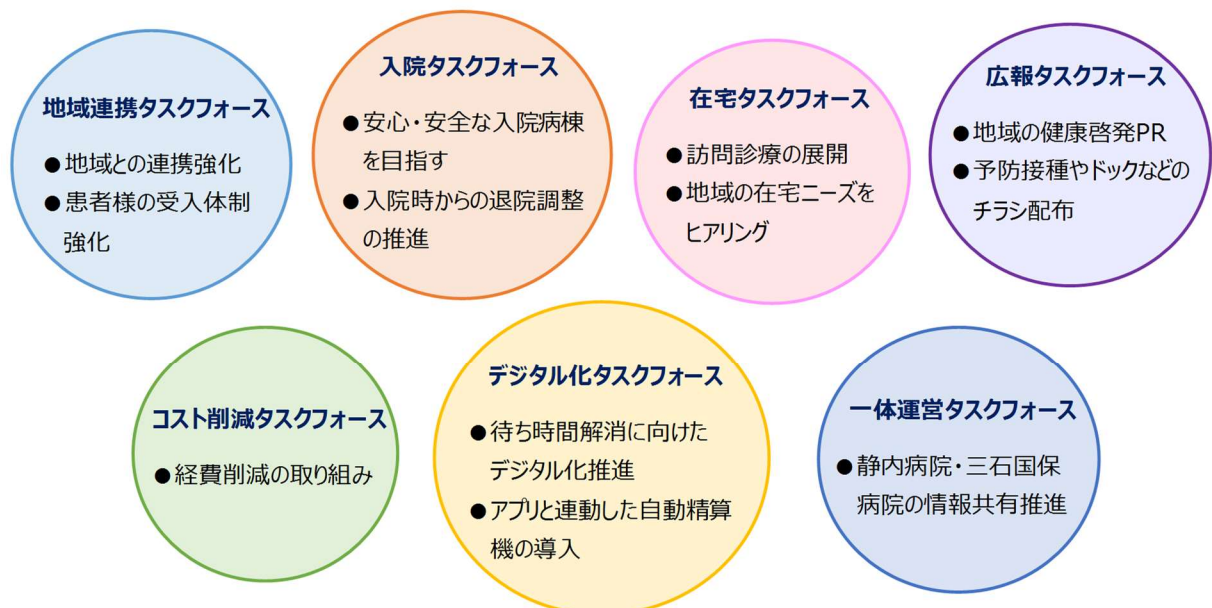 地域連携タスクフォース
●地域との連携強化
●患者様の受入体制
強化
入院タスクフォース
●安心・安全な入院病棟
を目指す
●入院時からの退院調整
の推進
在宅タスクフォース
●訪問診療の展開
●地域の在宅ニーズを
ヒアリング
広報タスクフォース
●地域の健康啓発PR
●予防接種やドックなどの
チラシ配布
コスト削減タスクフォース
●経費削減の取り組み
デジタル化タスクフォース
●待ち時間解消に向けた
デジタル化推進
●アプリと連動した自動精算
機の導入
一体運営タスクフォース
●静内病院・三石国保
病院の情報共有推進